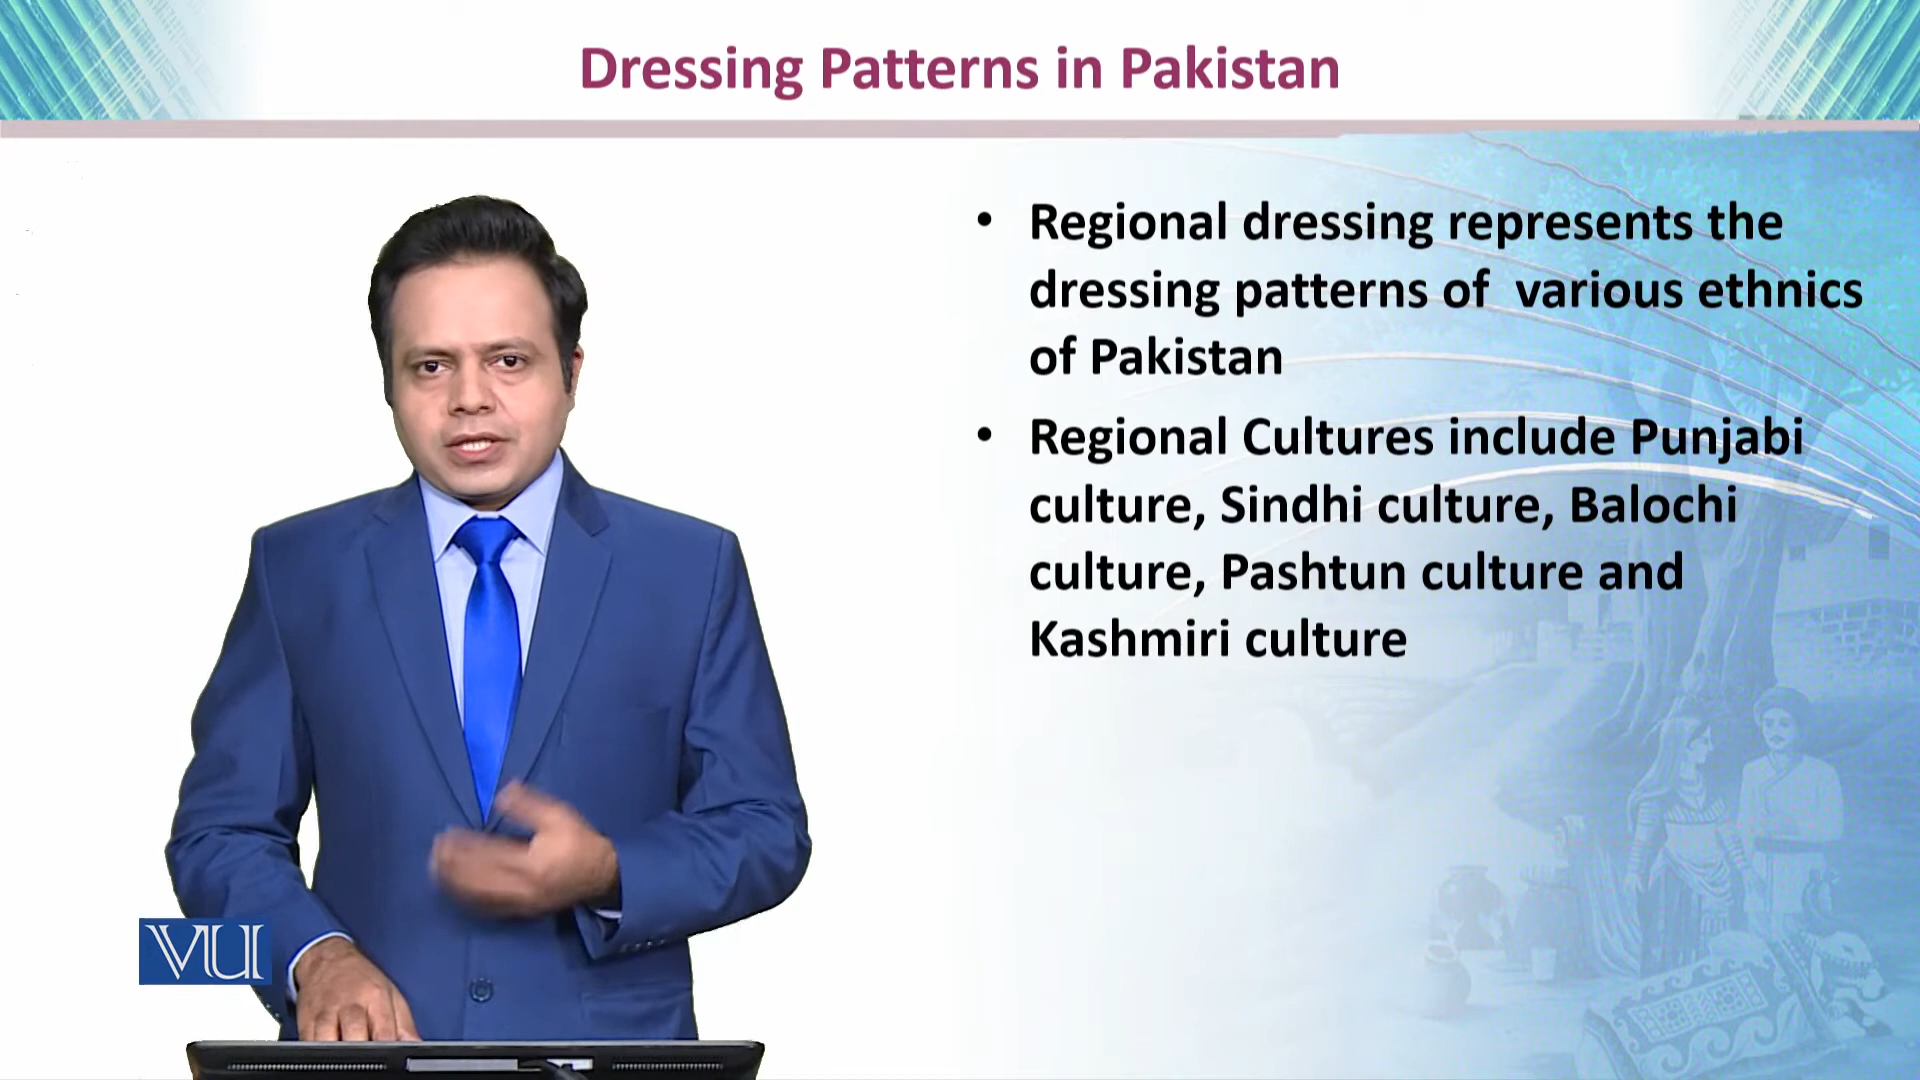 Dressing Patterns in Pakistan
• Regional dressing represents the
dressing patterns of  various ethnics
of Pakistan
• Regional Cultures include Punjabi
culture, Sindhi culture, Balochi
culture, Pashtun culture and
Kashmiri culture
VU